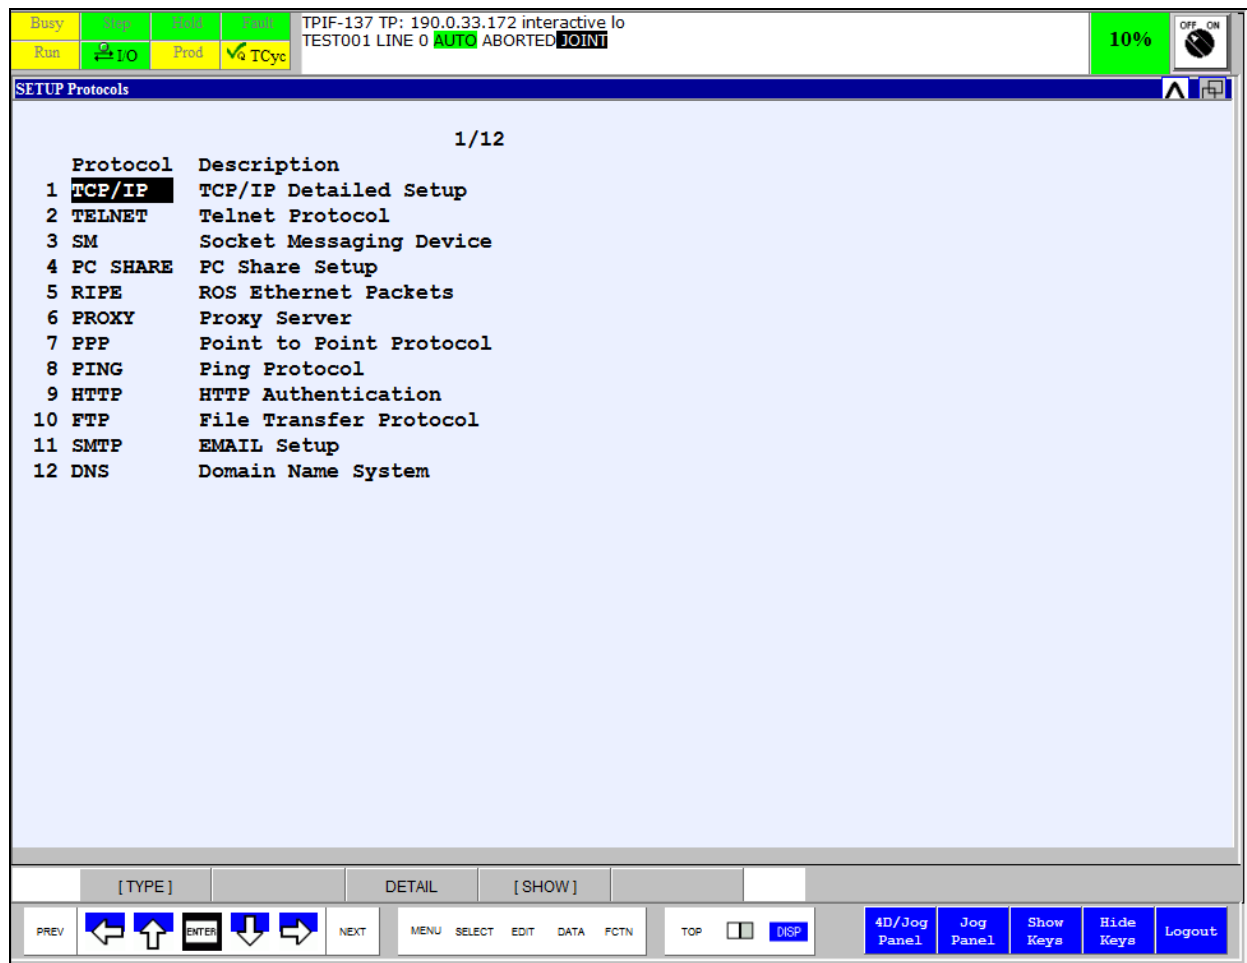 Busy Step Hold Fault TPIF-137 TP: 190.0.33.172 interactive lo
Run I/O Prod TCyc TEST001 LINE 0 AUTO ABORTED JOINT
10% OFF ON
SETUP Protocols
1/12
Protocol Description
1 TCP/IP TCP/IP Detailed Setup
2 TELNET Telnet Protocol
3 SM Socket Messaging Device
4 PC SHARE PC Share Setup
5 RIPE ROS Ethernet Packets
6 PROXY Proxy Server
7 PPP Point to Point Protocol
8 PING Ping Protocol
9 HTTP HTTP Authentication
10 FTP File Transfer Protocol
11 SMTP EMAIL Setup
12 DNS Domain Name System
[ TYPE ] DETAIL [ SHOW ]
PREV ENTER NEXT MENU SELECT EDIT DATA FCTN TOP DISP
4D/Jog Panel
Jog Panel
Show Keys
Hide Keys
Logout